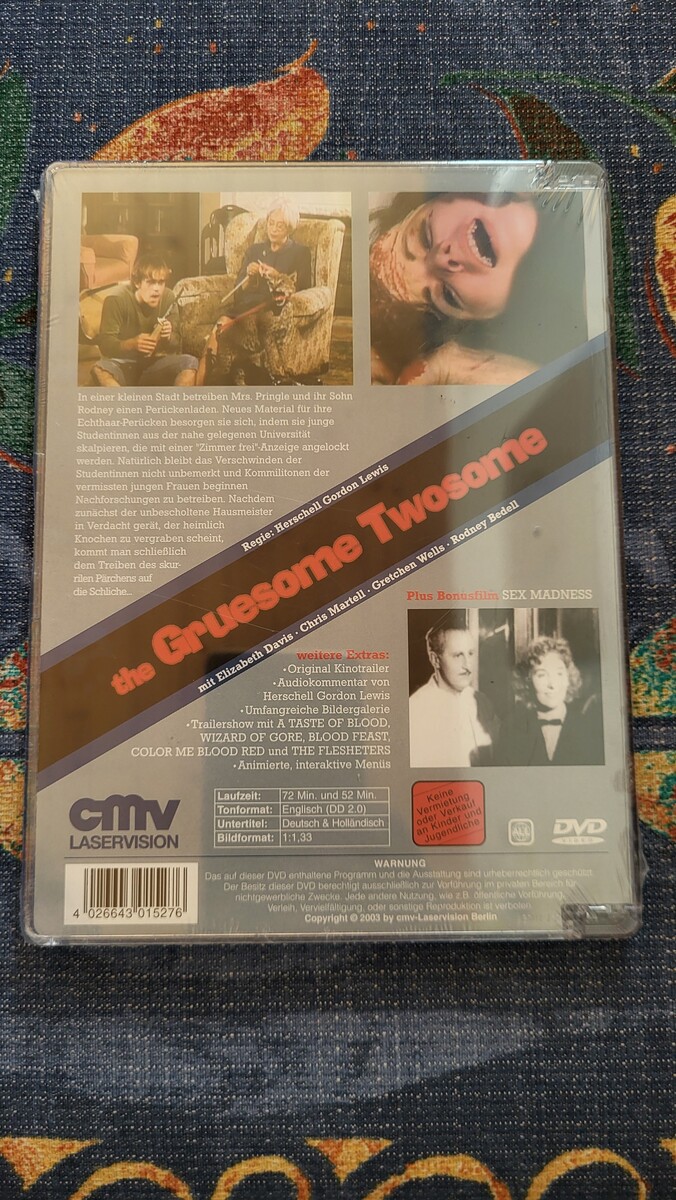 In einer kleinen Stadt betreiben Mrs. Pringle und ihr Sohn
Rodney einen Perückenladen. Neues Material für ihre
Echthaar-Perücken besorgen sie sich, indem sie junge
Studentinnen aus der nahe gelegenen Universität
skalpieren, die mit einer "Zimmer frei"-Anzeige angelockt
werden. Natürlich bleibt das Verschwinden der
Studentinnen nicht unbemerkt und Kommilitonen der
vermissten jungen Frauen beginnen
Nachforschungen zu betreiben. Nachdem
zunächst der unbescholtene Hausmeister
in Verdacht gerät, der heimlich
Knochen zu vergraben scheint,
kommt man schließlich
dem Treiben des skur-
rilen Pärchens auf
die Schliche...
Regie: Herschell Gordon Lewis
the Gruesome Twosome
mit Elizabeth Davis · Chris Martell · Gretchen Wells · Rodney Bedell
Plus Bonusfilm SEX MADNESS
weitere Extras:
·Original Kinotrailer
·Audiokommentar von
Herschell Gordon Lewis
·Umfangreiche Bildergalerie
·Trailershow mit A TASTE OF BLOOD,
WIZARD OF GORE, BLOOD FEAST,
COLOR ME BLOOD RED und THE FLESHETERS
·Animierte, interaktive Menüs
cmv
LASERVISION
Laufzeit: 72 Min. und 52 Min.
Tonformat: Englisch (DD 2.0)
Untertitel: Deutsch & Holländisch
Bildformat: 1:1,33
Keine
Vermietung
oder Verkauf
an Kinder und
Jugendliche
ALL
DVD
VIDEO
WARNUNG
Das auf dieser DVD enthaltene Programm und die Ausstattung sind urheberrechtlich geschützt.
Der Besitz dieser DVD berechtigt ausschließlich zur Vorführung im privaten Bereich für
nichtgewerbliche Zwecke. Jede andere Nutzung, wie z.B. öffentliche Vorführung,
Verleih, Vervielfältigung, oder sonstige Reproduktion ist verboten.
Copyright © 2003 by cmv-Laservision Berlin
4 026643 015276